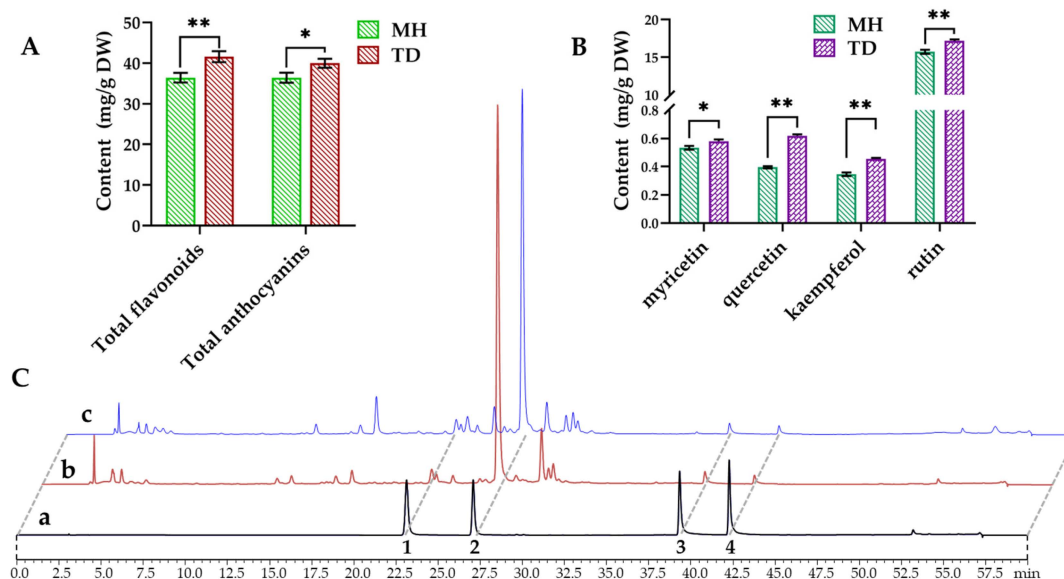 A
Content (mg/g DW)
50
40
30
20
10
0
**
*
MH
TD
Total flavonoids
Total anthocyanins
B
Content (mg/g DW)
20
15
10
0.8
0.6
0.4
0.2
0.0
*
**
**
**
MH
TD
myricetin
quercetin
kaempferol
rutin
C
c
b
a
1 2 3 4
0.0 2.5 5.0 7.5 10.0 12.5 15.0 17.5 20.0 22.5 25.0 27.5 30.0 32.5 35.0 37.5 40.0 42.5 45.0 47.5 50.0 52.5 55.0 57.5 min